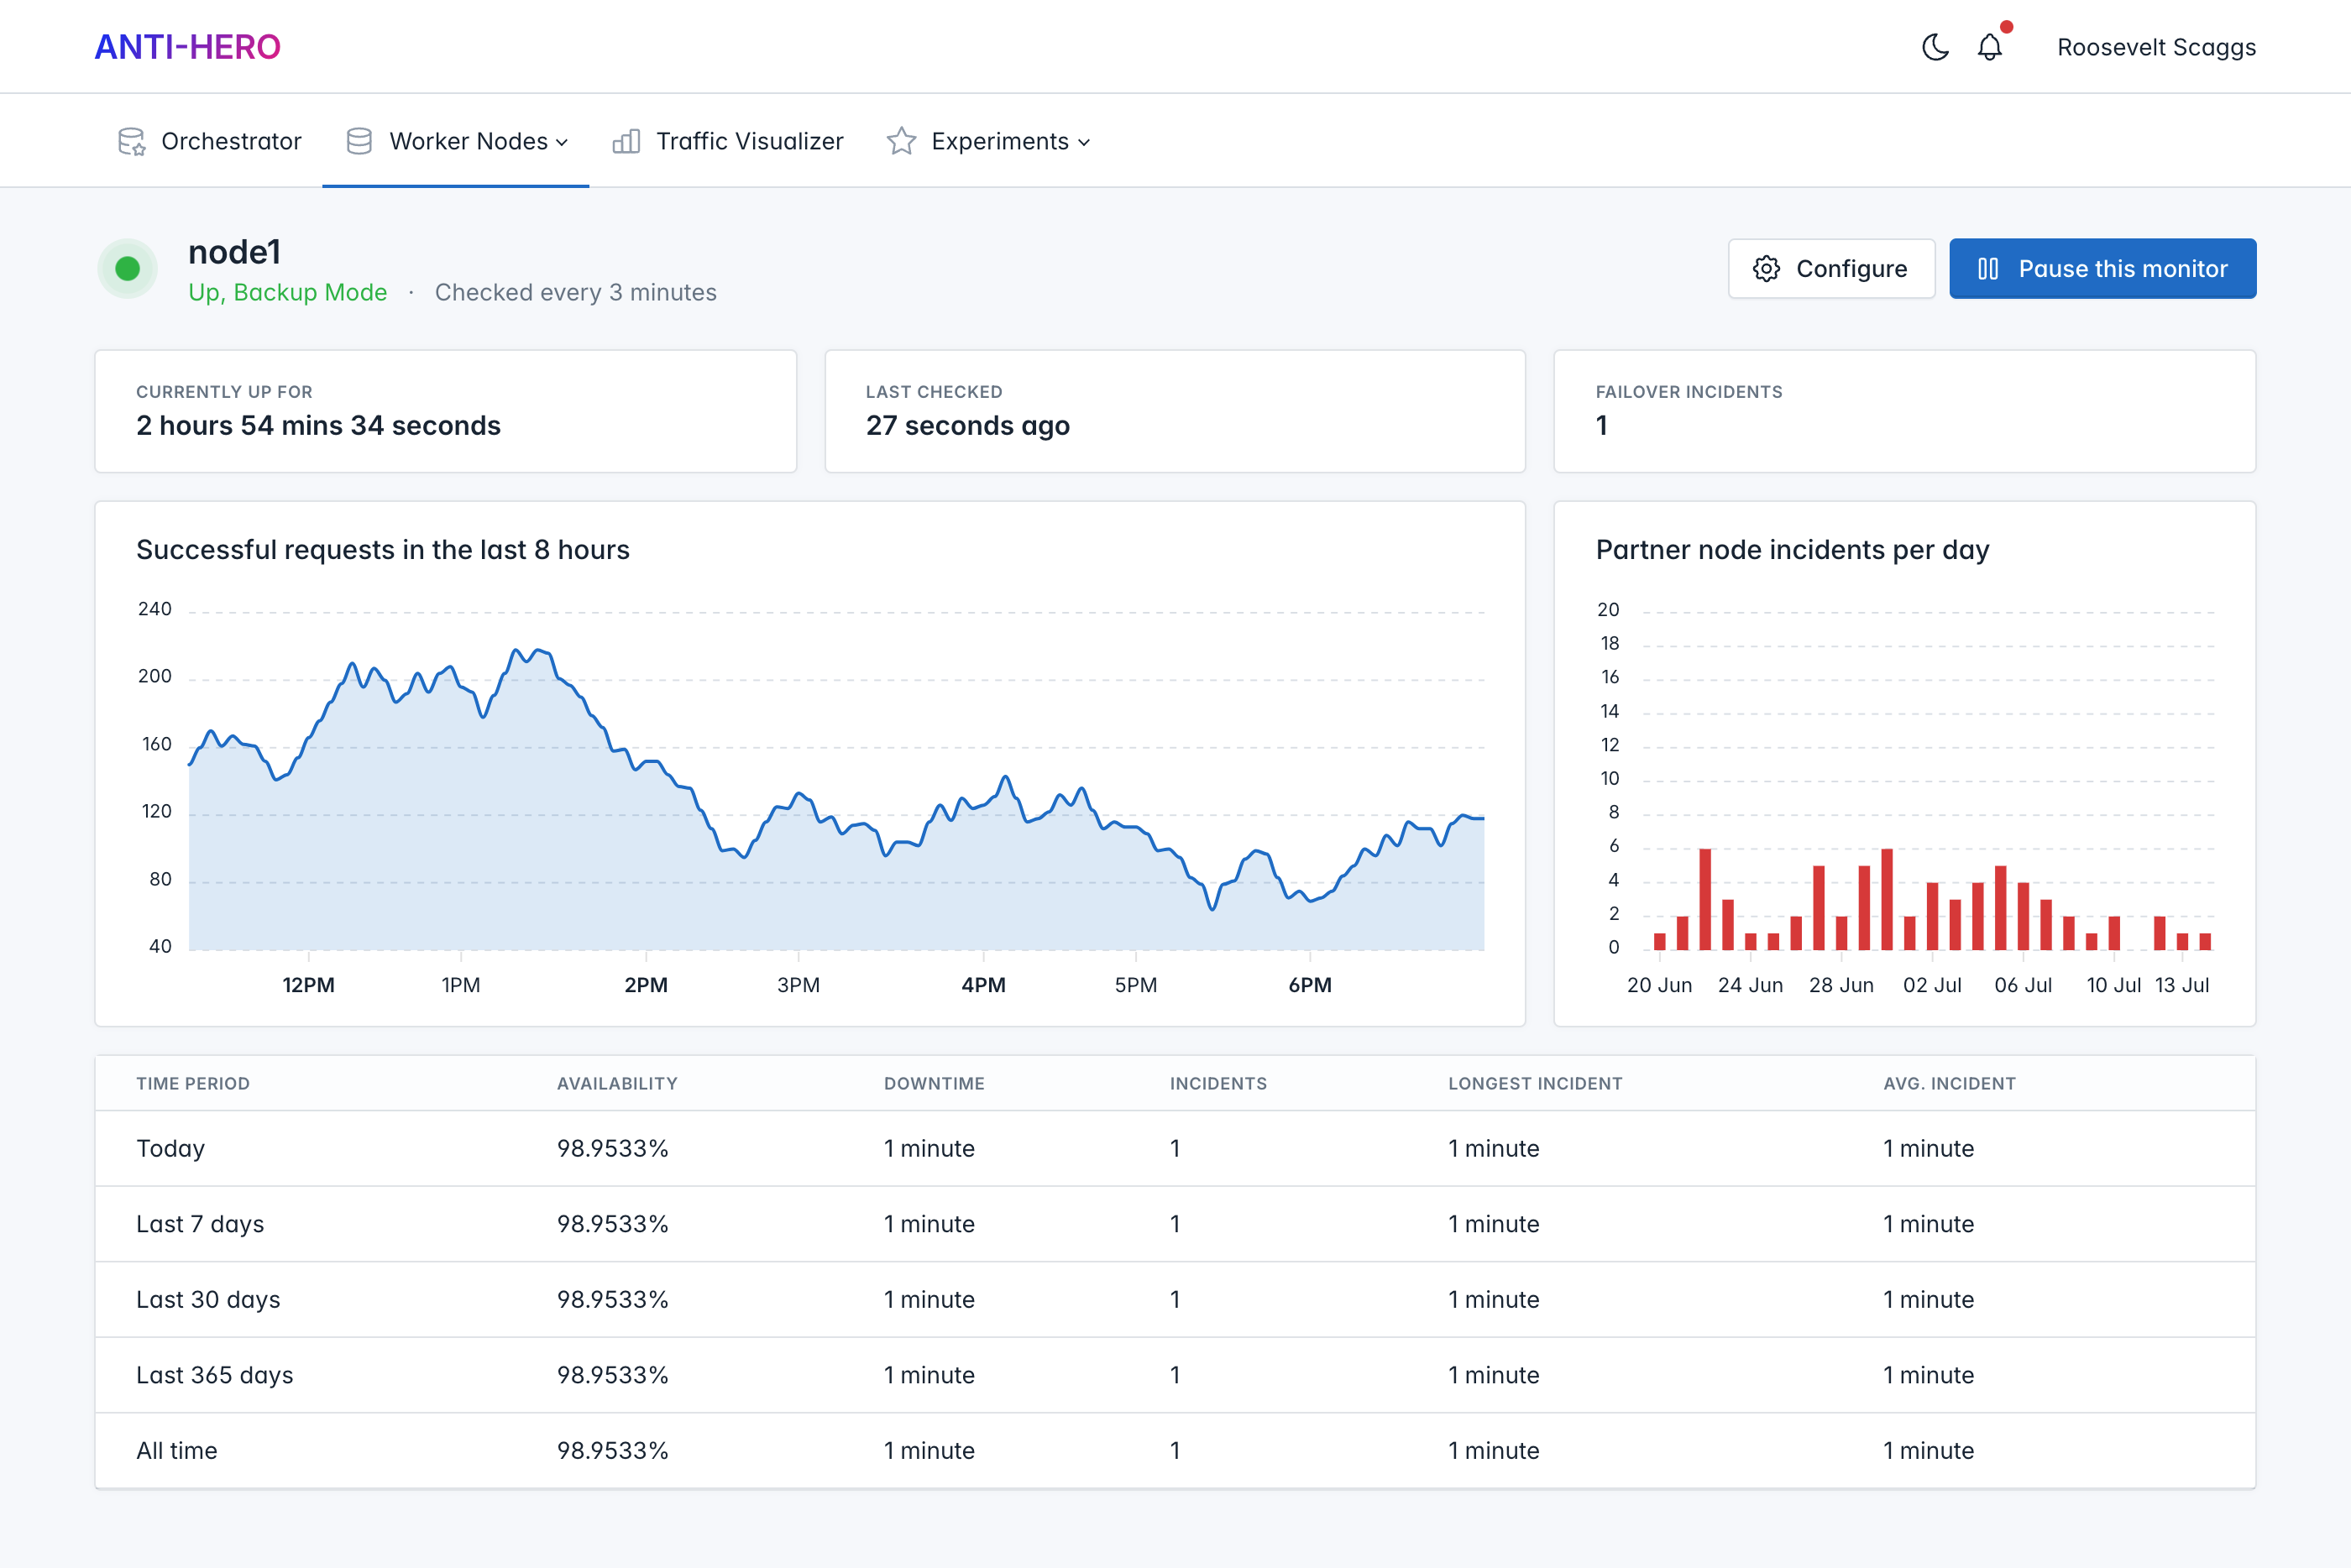 ANTI-HERO
Roosevelt Scaggs
Orchestrator
Worker Nodes
Traffic Visualizer
Experiments
node1
Up, Backup Mode · Checked every 3 minutes
Configure
Pause this monitor
CURRENTLY UP FOR
2 hours 54 mins 34 seconds
LAST CHECKED
27 seconds ago
FAILOVER INCIDENTS
1
Successful requests in the last 8 hours
240
200
160
120
80
40
12PM 1PM 2PM 3PM 4PM 5PM 6PM
Partner node incidents per day
20
18
16
14
12
10
8
6
4
2
0
20 Jun 24 Jun 28 Jun 02 Jul 06 Jul 10 Jul 13 Jul
TIME PERIOD AVAILABILITY DOWNTIME INCIDENTS LONGEST INCIDENT AVG. INCIDENT
Today 98.9533% 1 minute 1 1 minute 1 minute
Last 7 days 98.9533% 1 minute 1 1 minute 1 minute
Last 30 days 98.9533% 1 minute 1 1 minute 1 minute
Last 365 days 98.9533% 1 minute 1 1 minute 1 minute
All time 98.9533% 1 minute 1 1 minute 1 minute